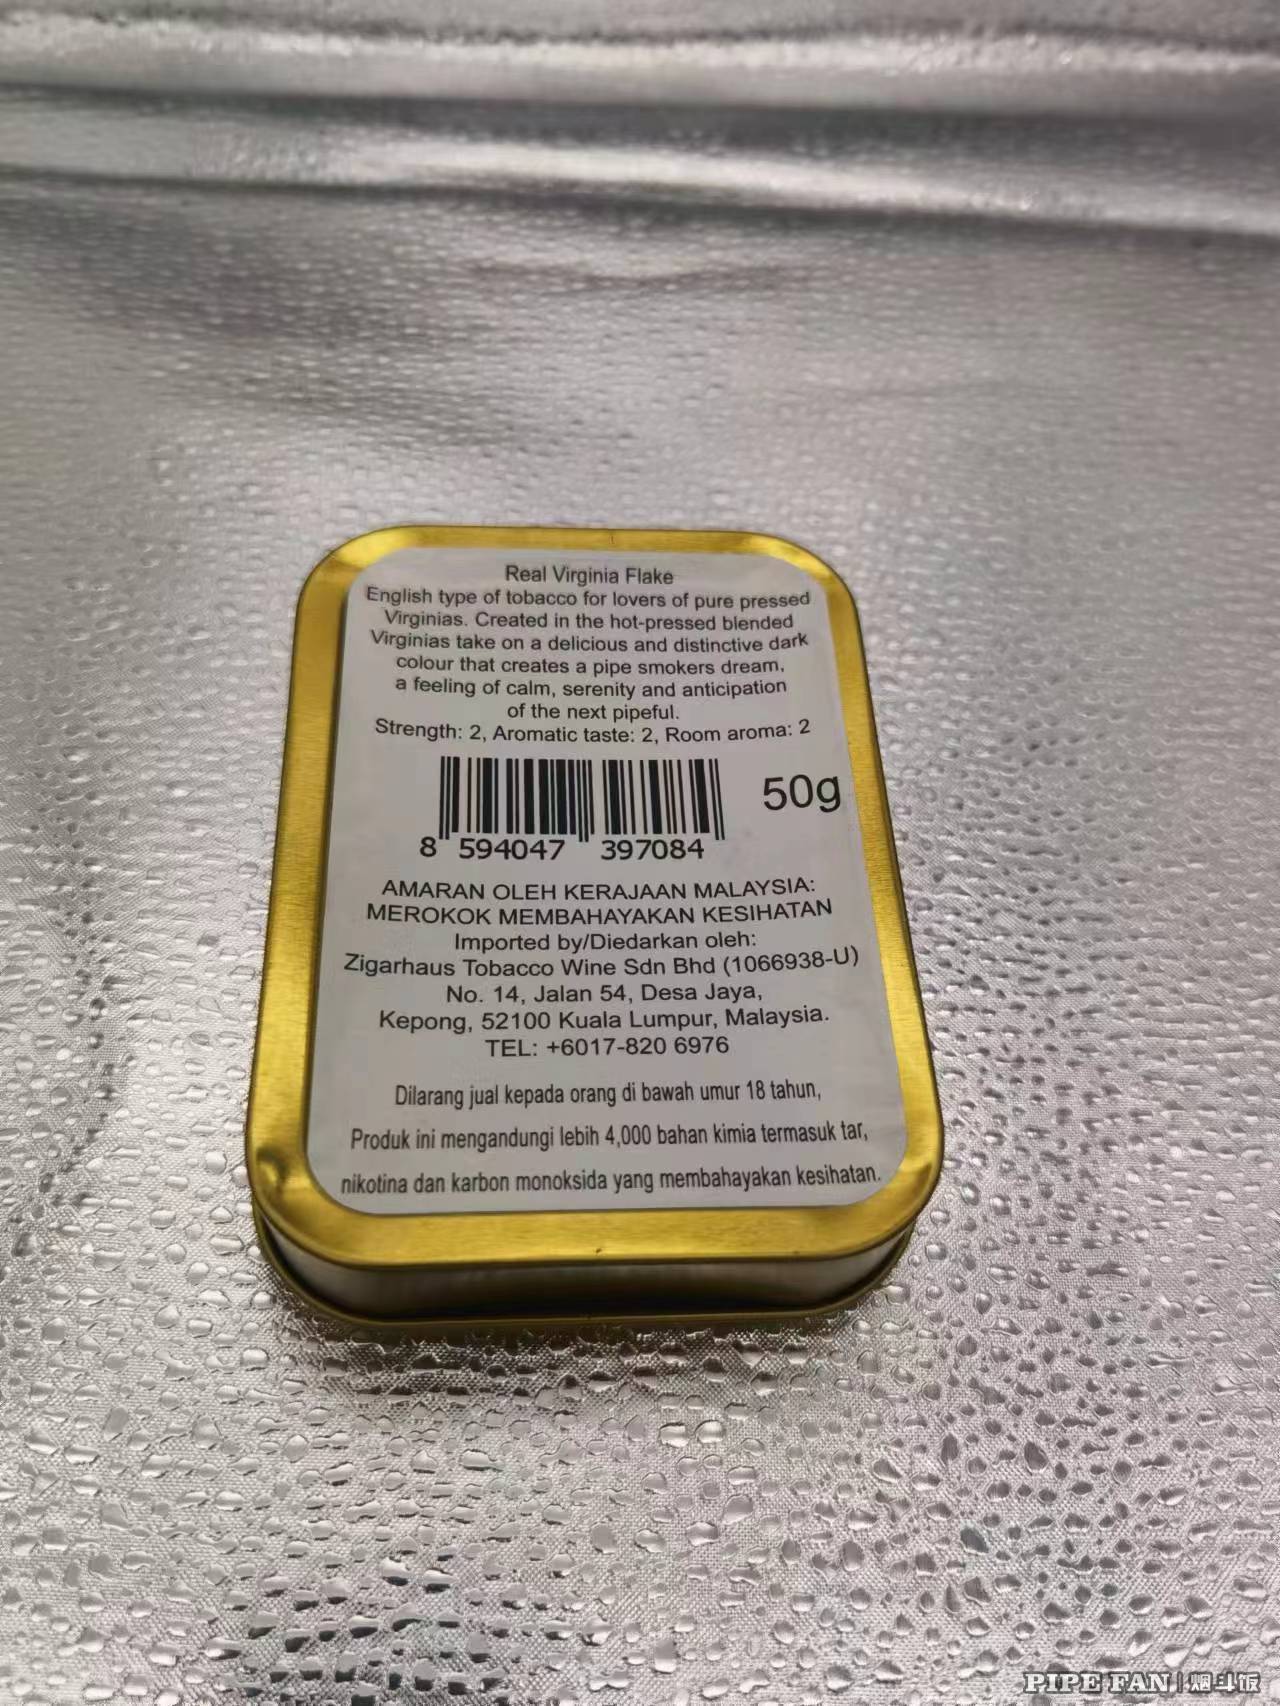 Real Virginia Flake
English type of tobacco for lovers of pure pressed
Virginias. Created in the hot-pressed blended
Virginias take on a delicious and distinctive dark
colour that creates a pipe smokers dream,
a feeling of calm, serenity and anticipation
of the next pipeful.
Strength: 2, Aromatic taste: 2, Room aroma: 2
50g
8 594047 397084
AMARAN OLEH KERAJAAN MALAYSIA:
MEROKOK MEMBAHAYAKAN KESIHATAN
Imported by/Diedarkan oleh:
Zigarhaus Tobacco Wine Sdn Bhd (1066938-U)
No. 14, Jalan 54, Desa Jaya,
Kepong, 52100 Kuala Lumpur, Malaysia.
TEL: +6017-820 6976
Dilarang jual kepada orang di bawah umur 18 tahun,
Produk ini mengandungi lebih 4,000 bahan kimia termasuk tar,
nikotina dan karbon monoksida yang membahayakan kesihatan.
PIPE FAN | 烟斗饭